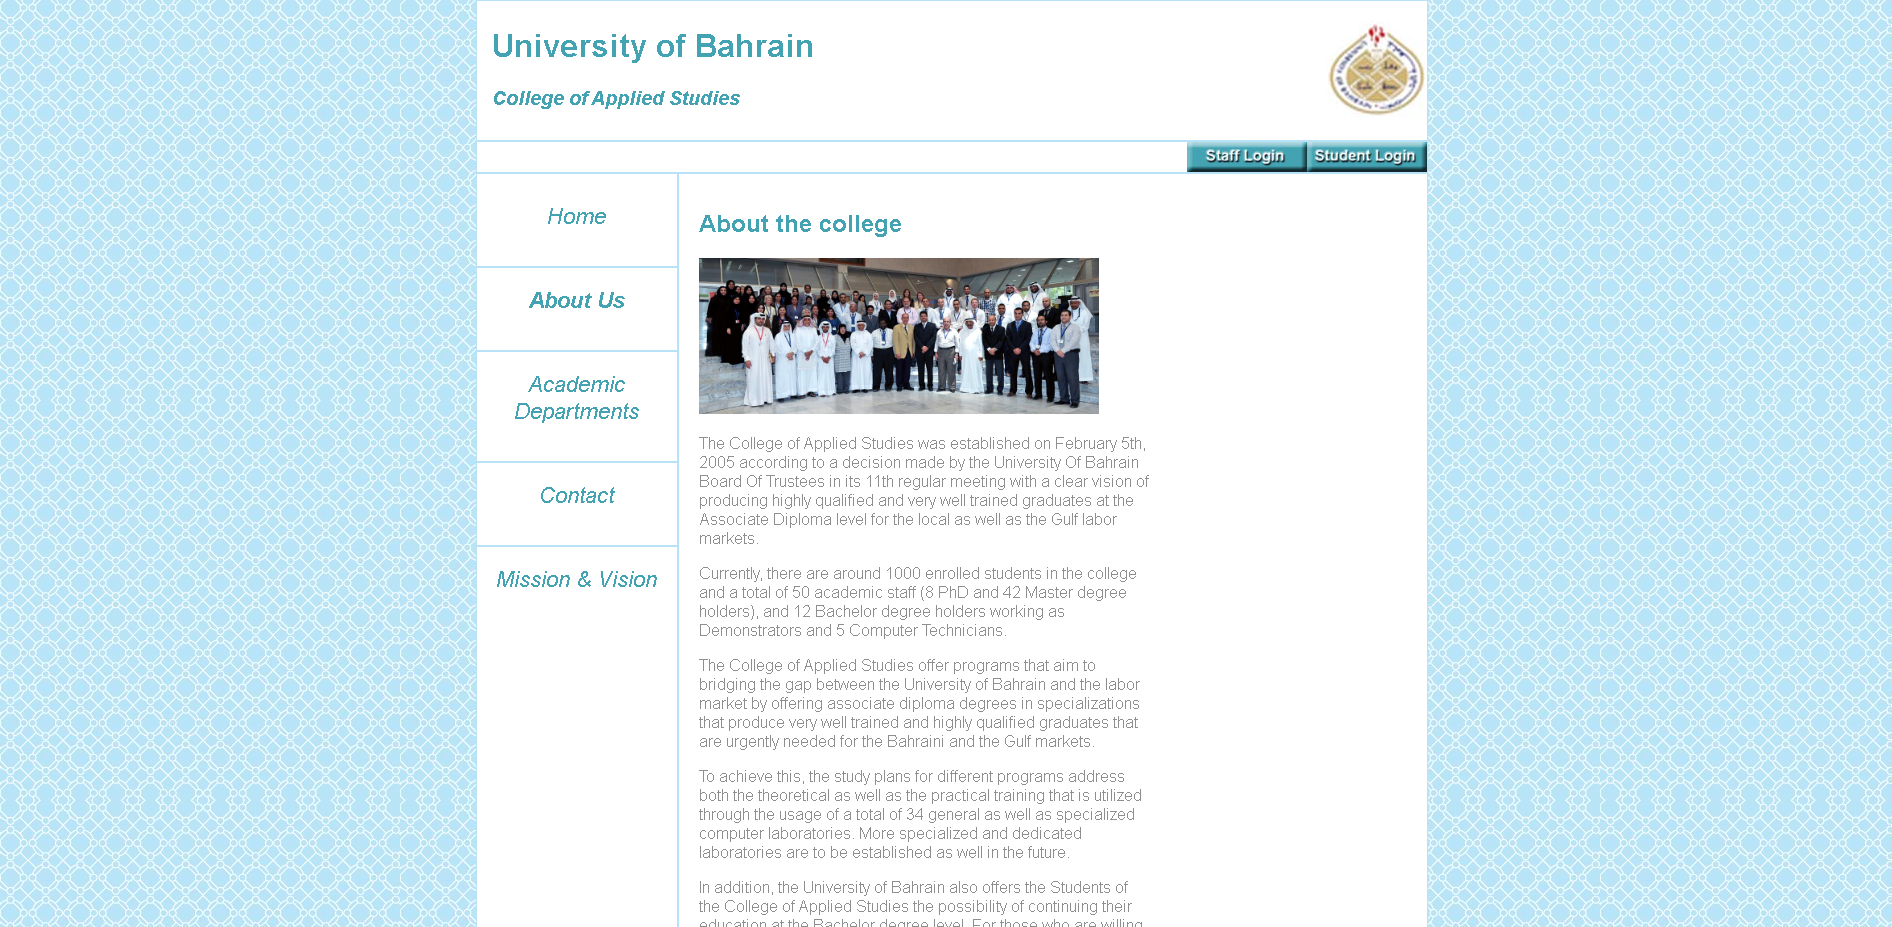 University of Bahrain
College of Applied Studies
Staff Login
Student Login
Home
About Us
Academic
Departments
Contact
Mission & Vision
About the college
The College of Applied Studies was established on February 5th,
2005 according to a decision made by the University Of Bahrain
Board Of Trustees in its 11th regular meeting with a clear vision of
producing highly qualified and very well trained graduates at the
Associate Diploma level for the local as well as the Gulf labor
markets.
Currently, there are around 1000 enrolled students in the college
and a total of 50 academic staff (8 PhD and 42 Master degree
holders), and 12 Bachelor degree holders working as
Demonstrators and 5 Computer Technicians.
The College of Applied Studies offer programs that aim to
bridging the gap between the University of Bahrain and the labor
market by offering associate diploma degrees in specializations
that produce very well trained and highly qualified graduates that
are urgently needed for the Bahraini and the Gulf markets.
To achieve this, the study plans for different programs address
both the theoretical as well as the practical training that is utilized
through the usage of a total of 34 general as well as specialized
computer laboratories. More specialized and dedicated
laboratories are to be established as well in the future.
In addition, the University of Bahrain also offers the Students of
the College of Applied Studies the possibility of continuing their
education at the Bachelor degree level. For those who are willing